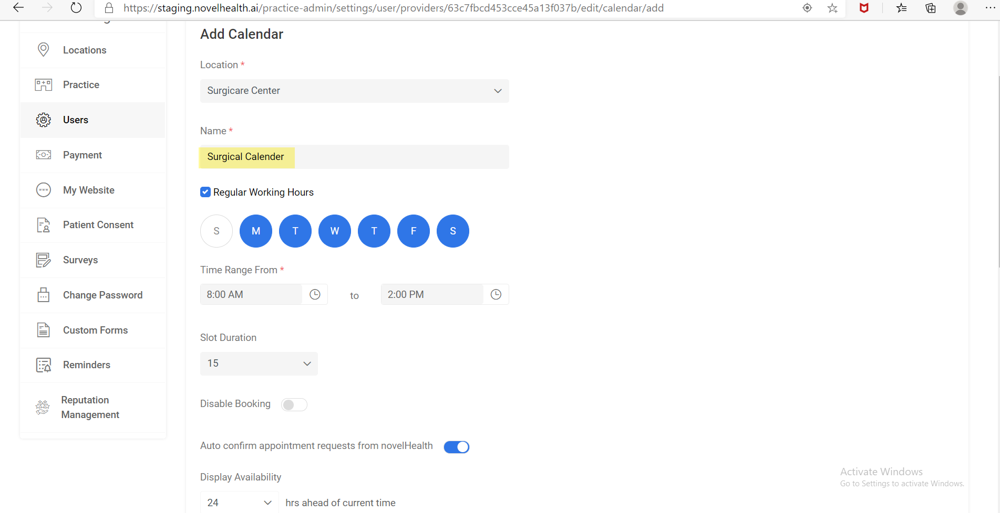 https://staging.novelhealth.ai/practice-admin/settings/user/providers/63c7fbcd453cce45a13f037b/edit/calendar/add
Locations
Practice
Users
Payment
My Website
Patient Consent
Surveys
Change Password
Custom Forms
Reminders
Reputation
Management
Add Calendar
Location *
Surgicare Center
Name *
Surgical Calender
Regular Working Hours
S M T W T F S
Time Range From *
8:00 AM to 2:00 PM
Slot Duration
15
Disable Booking
Auto confirm appointment requests from novelHealth
Display Availability
24 hrs ahead of current time
Activate Windows
Go to Settings to activate Windows.